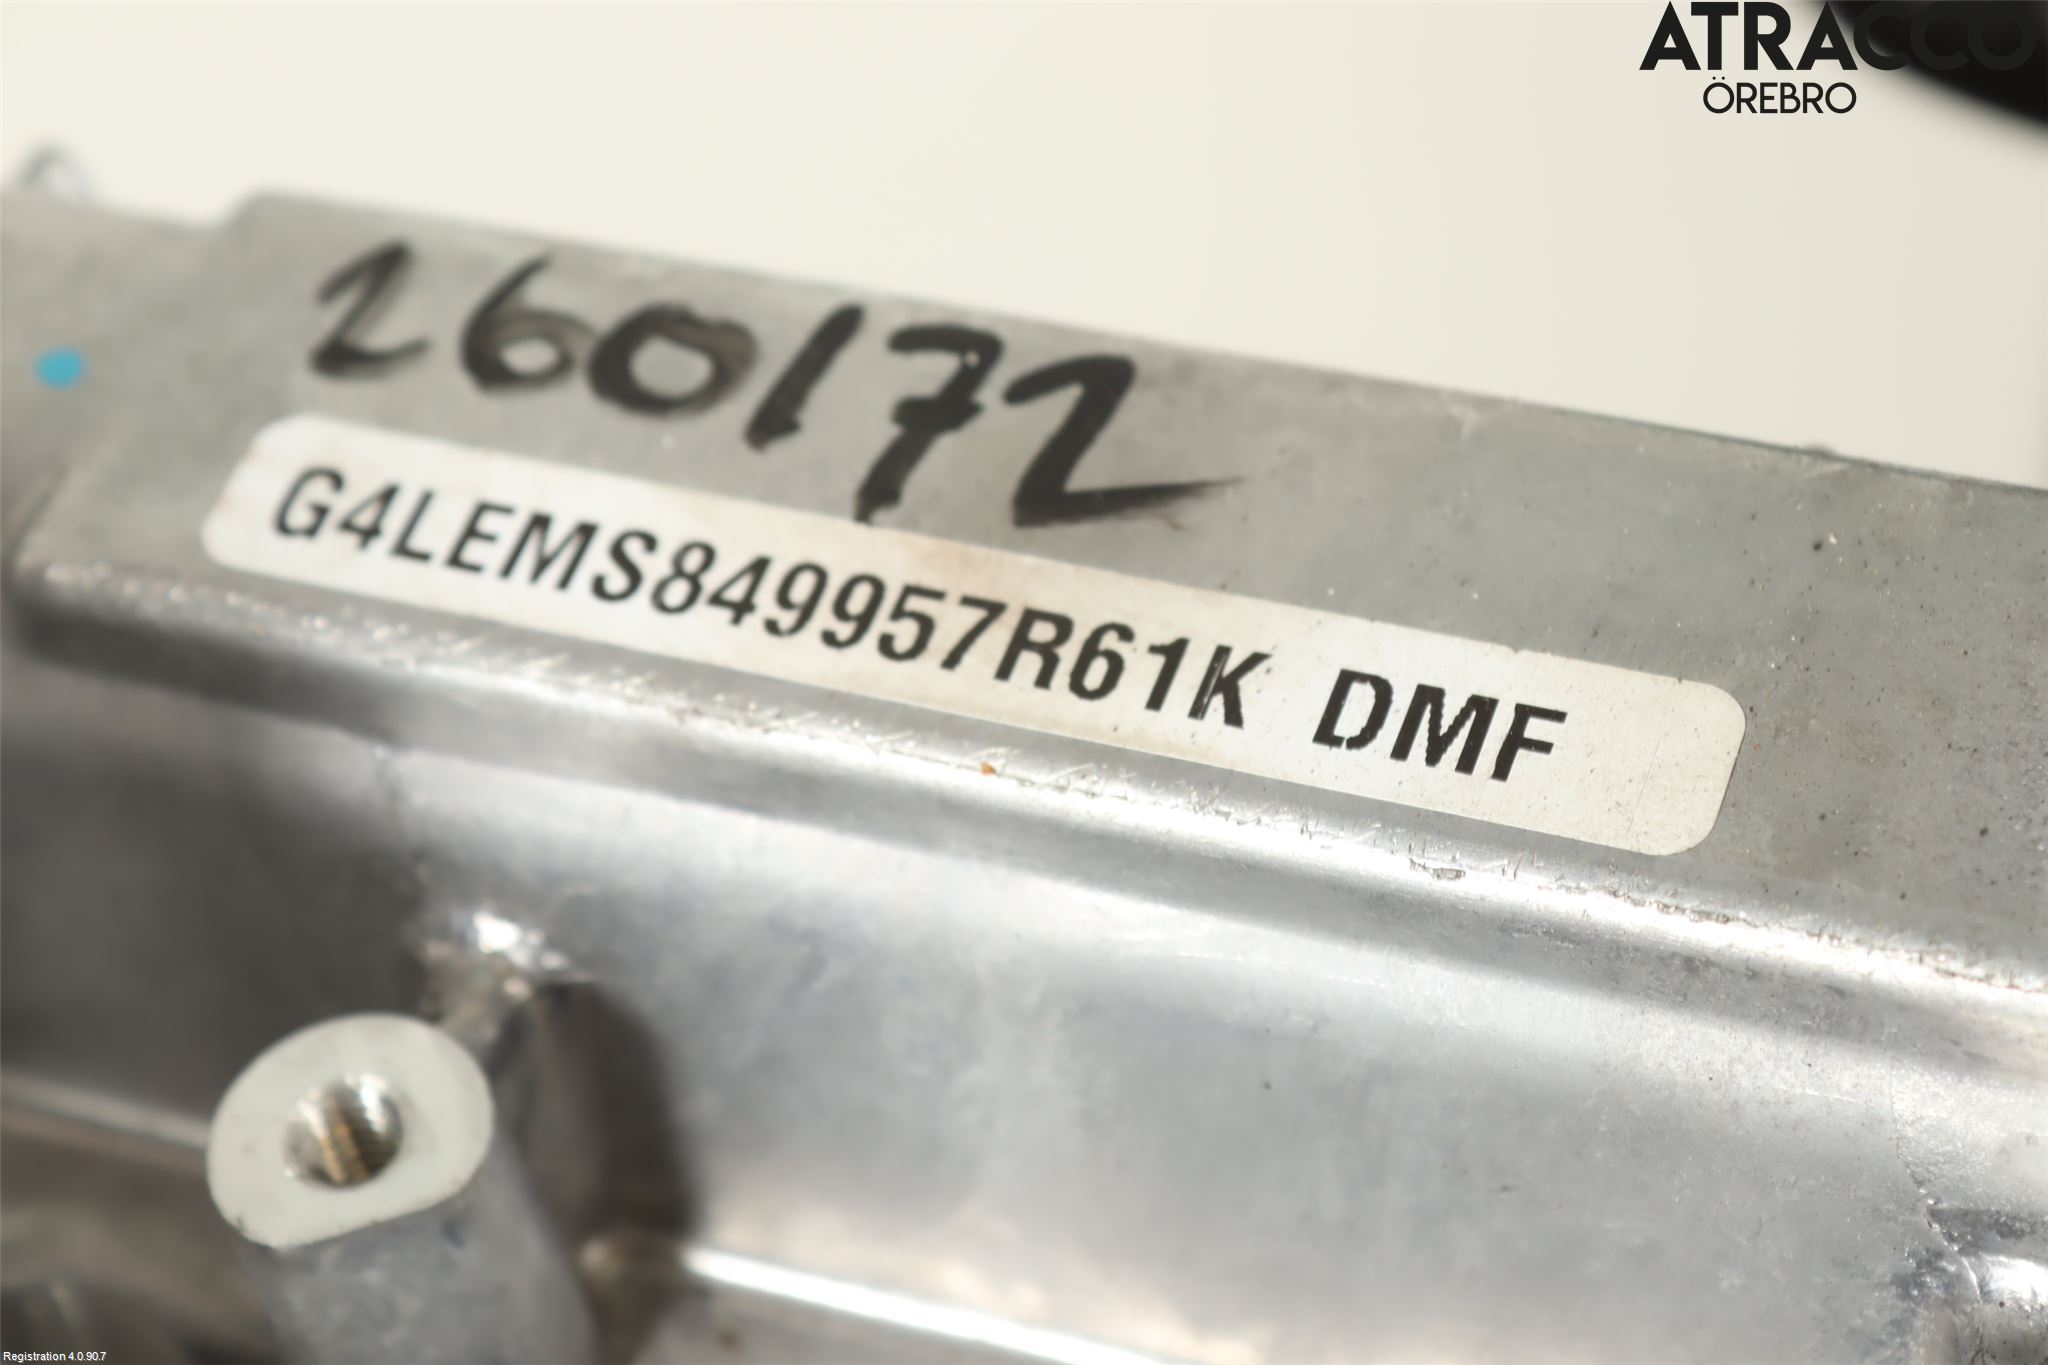 ATRACCO
ÖREBRO
260172
G4LEMS849957R61K DMF
Registration 4.0.90.7